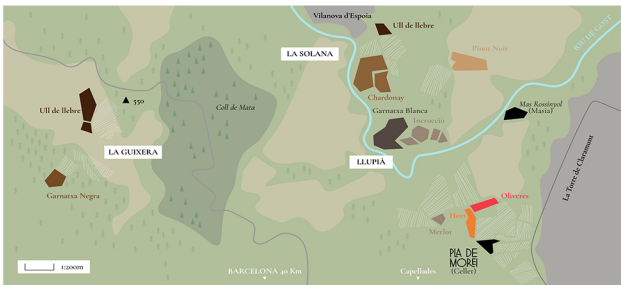 Vilanova d'Espoia
Ull de llebre
RIU DE GOST
LA SOLANA
Pinot Noir
Chardonay
Ull de llebre
550
Coll de Mata
Garnatxa Blanca
Incroccio
Mas Rossinyol
(Masia)
LA GUIXERA
LLUPIÀ
La Torre de Claramunt
Garnatxa Negra
Oliveres
Hort
Merlot
PLA DE
MOREI
(Celler)
1:200m
BARCELONA 40 Km
Capellades